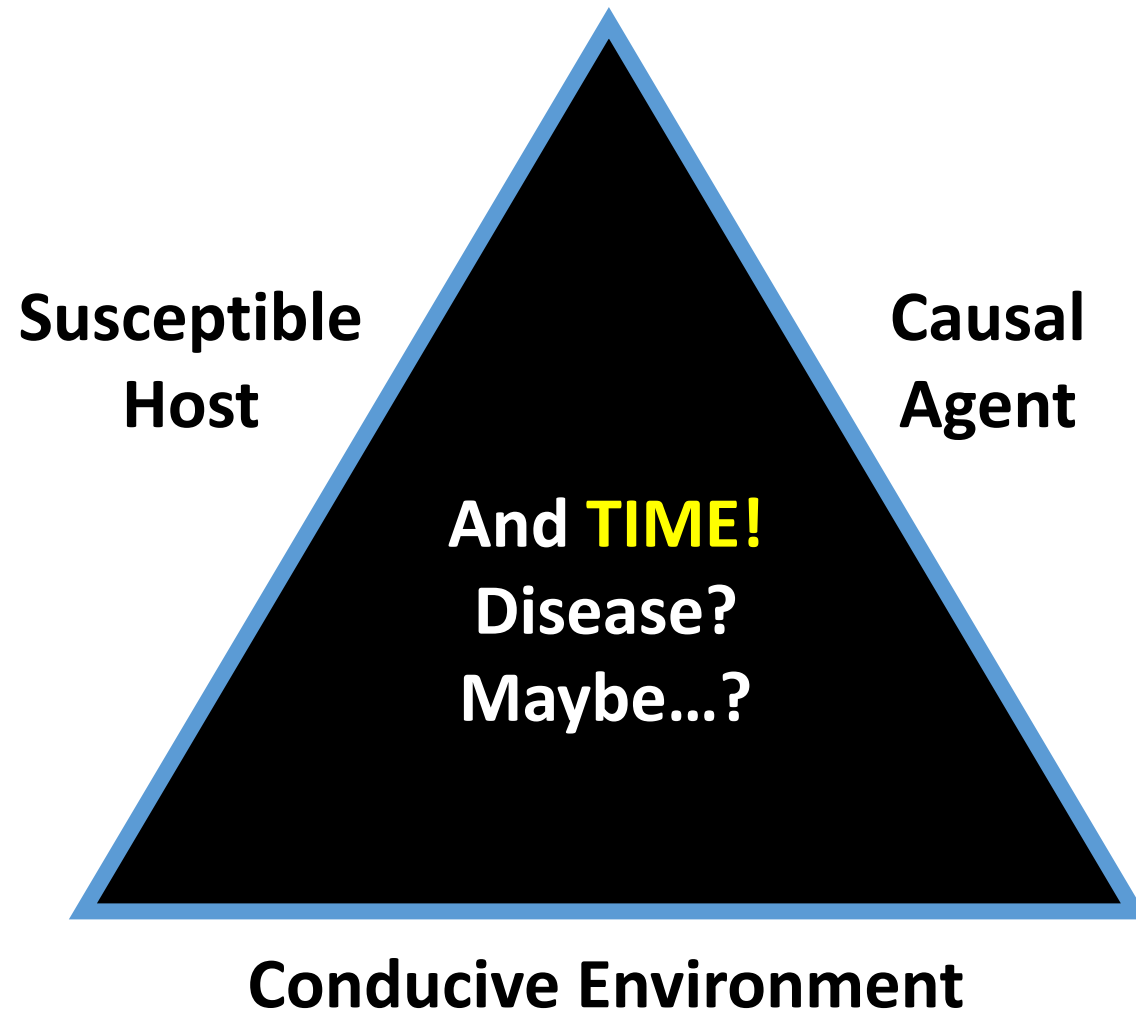 Susceptible
Host
Causal
Agent
And TIME!
Disease?
Maybe...?
Conducive Environment